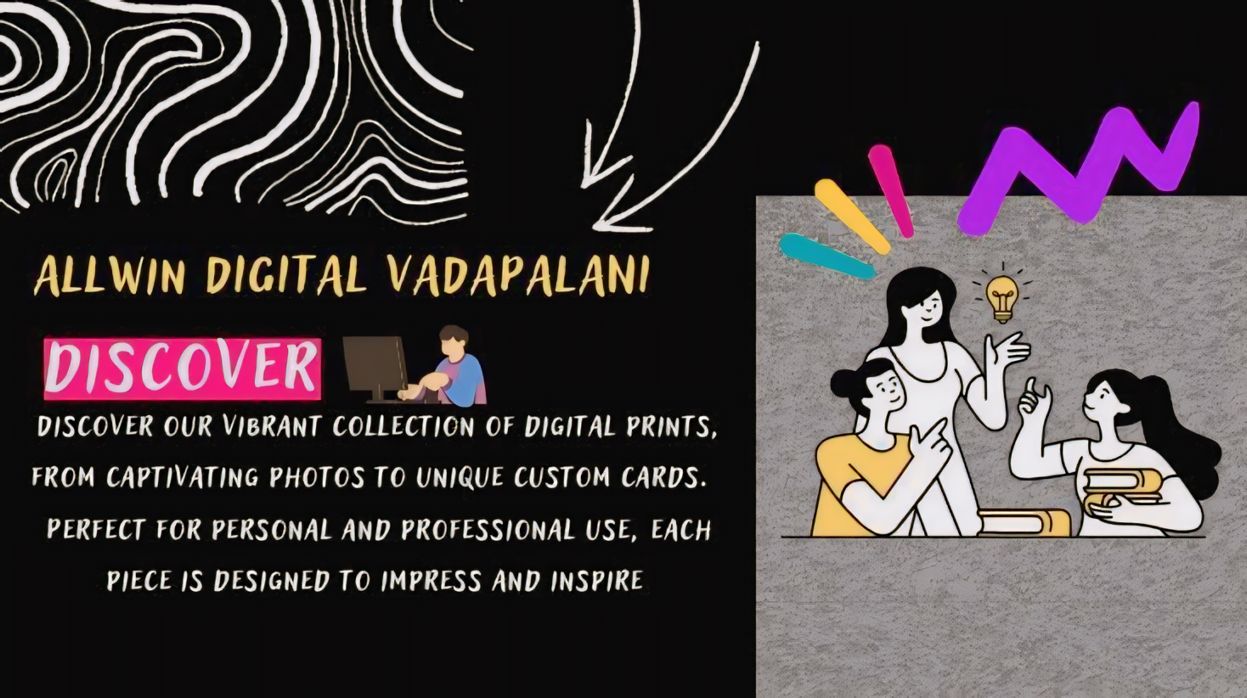 ALLWIN DIGITAL VADAPALANI
DISCOVER
DISCOVER OUR VIBRANT COLLECTION OF DIGITAL PRINTS,
FROM CAPTIVATING PHOTOS TO UNIQUE CUSTOM CARDS.
PERFECT FOR PERSONAL AND PROFESSIONAL USE, EACH
PIECE IS DESIGNED TO IMPRESS AND INSPIRE